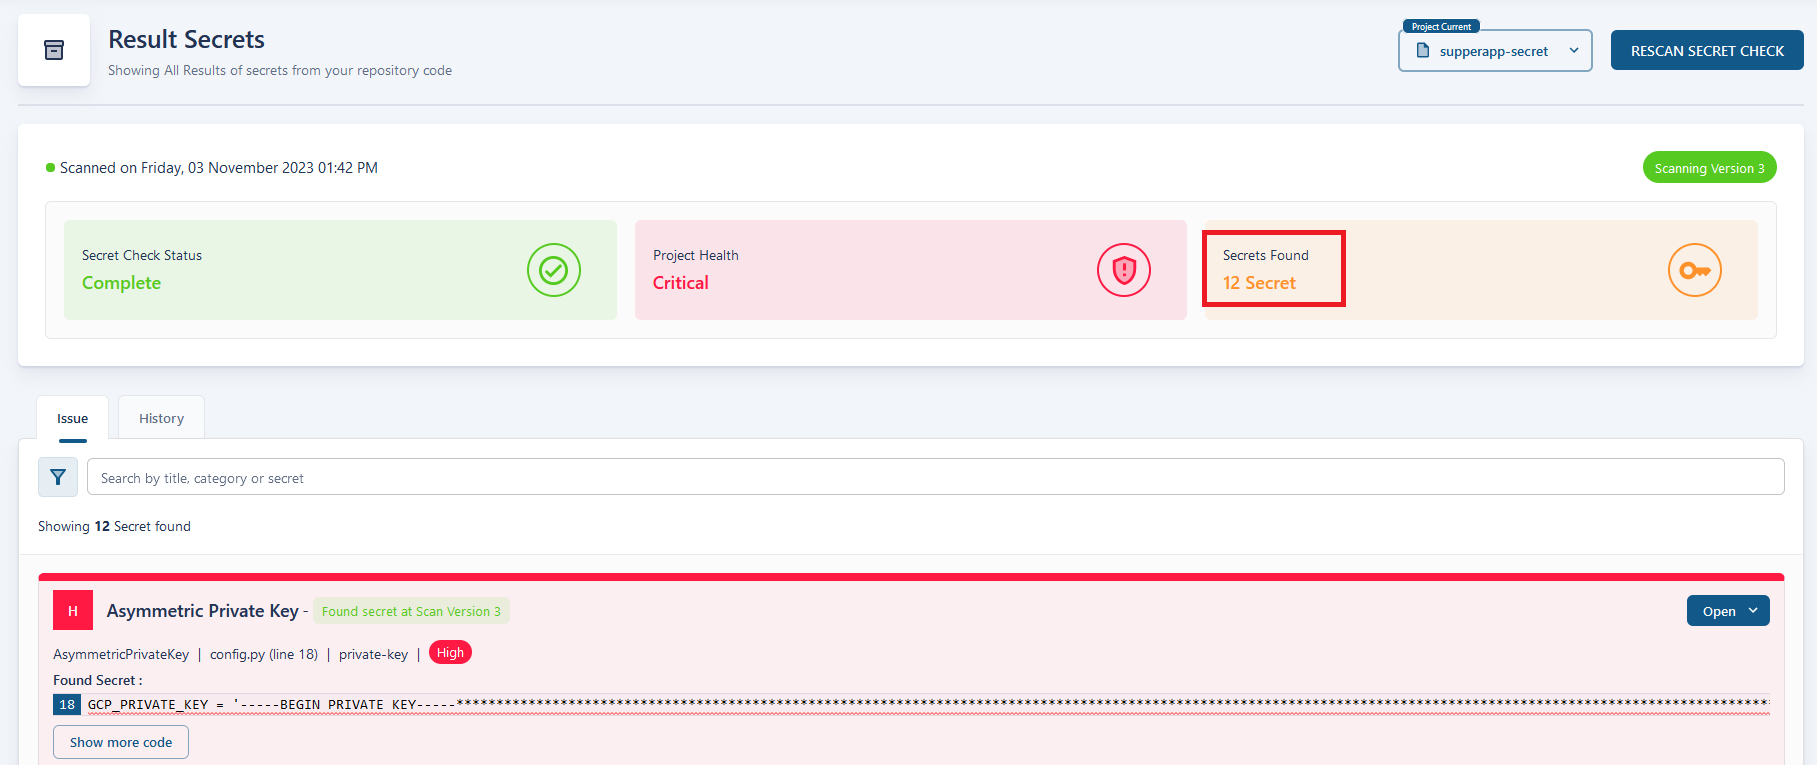 Result Secrets
Showing All Results of secrets from your repository code
Project Current
supperapp-secret
RESCAN SECRET CHECK
Scanned on Friday, 03 November 2023 01:42 PM
Scanning Version 3
Secret Check Status
Complete
Project Health
Critical
Secrets Found
12 Secret
Issue
History
Search by title, category or secret
Showing 12 Secret found
H
Asymmetric Private Key - Found secret at Scan Version 3
Open
AsymmetricPrivateKey | config.py (line 18) | private-key | High
Found Secret :
18 GCP_PRIVATE_KEY = '-----BEGIN PRIVATE KEY-----
Show more code